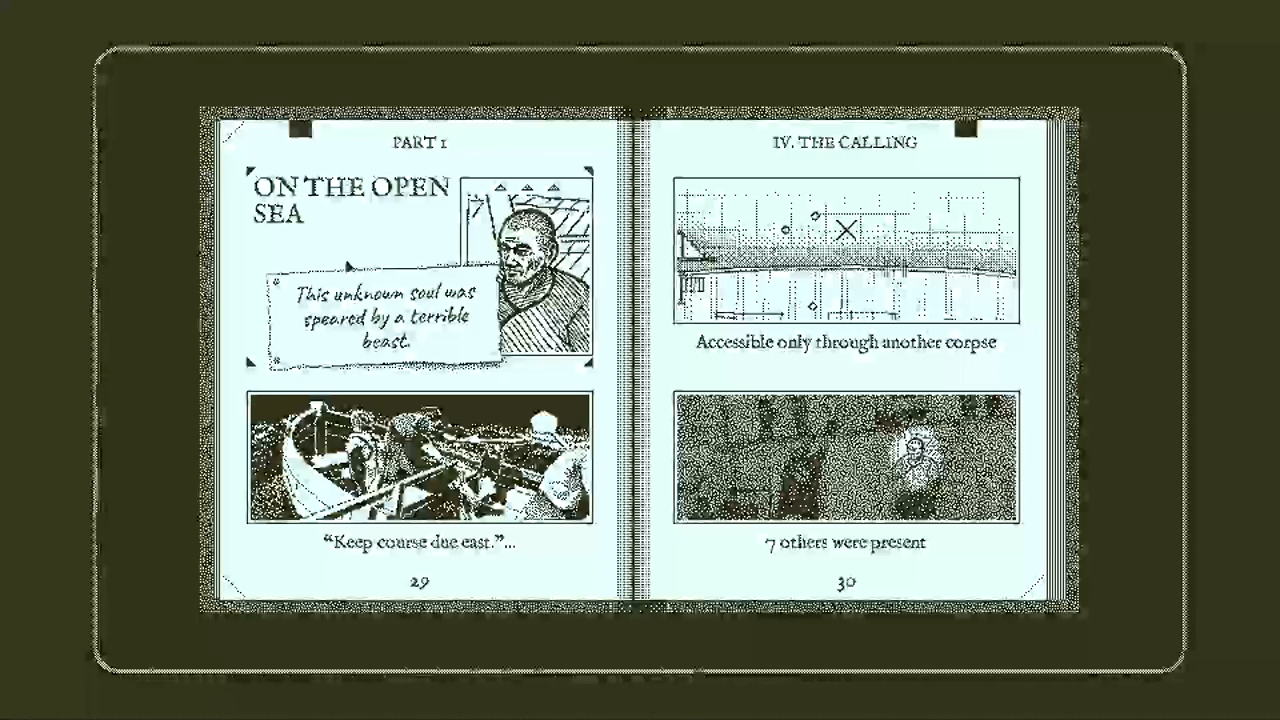 PART 1
ON THE OPEN
SEA
This unknown soul was
speared by a terrible
beast.
"Keep course due east."...
29
IV. THE CALLING
Accessible only through another corpse
7 others were present
30